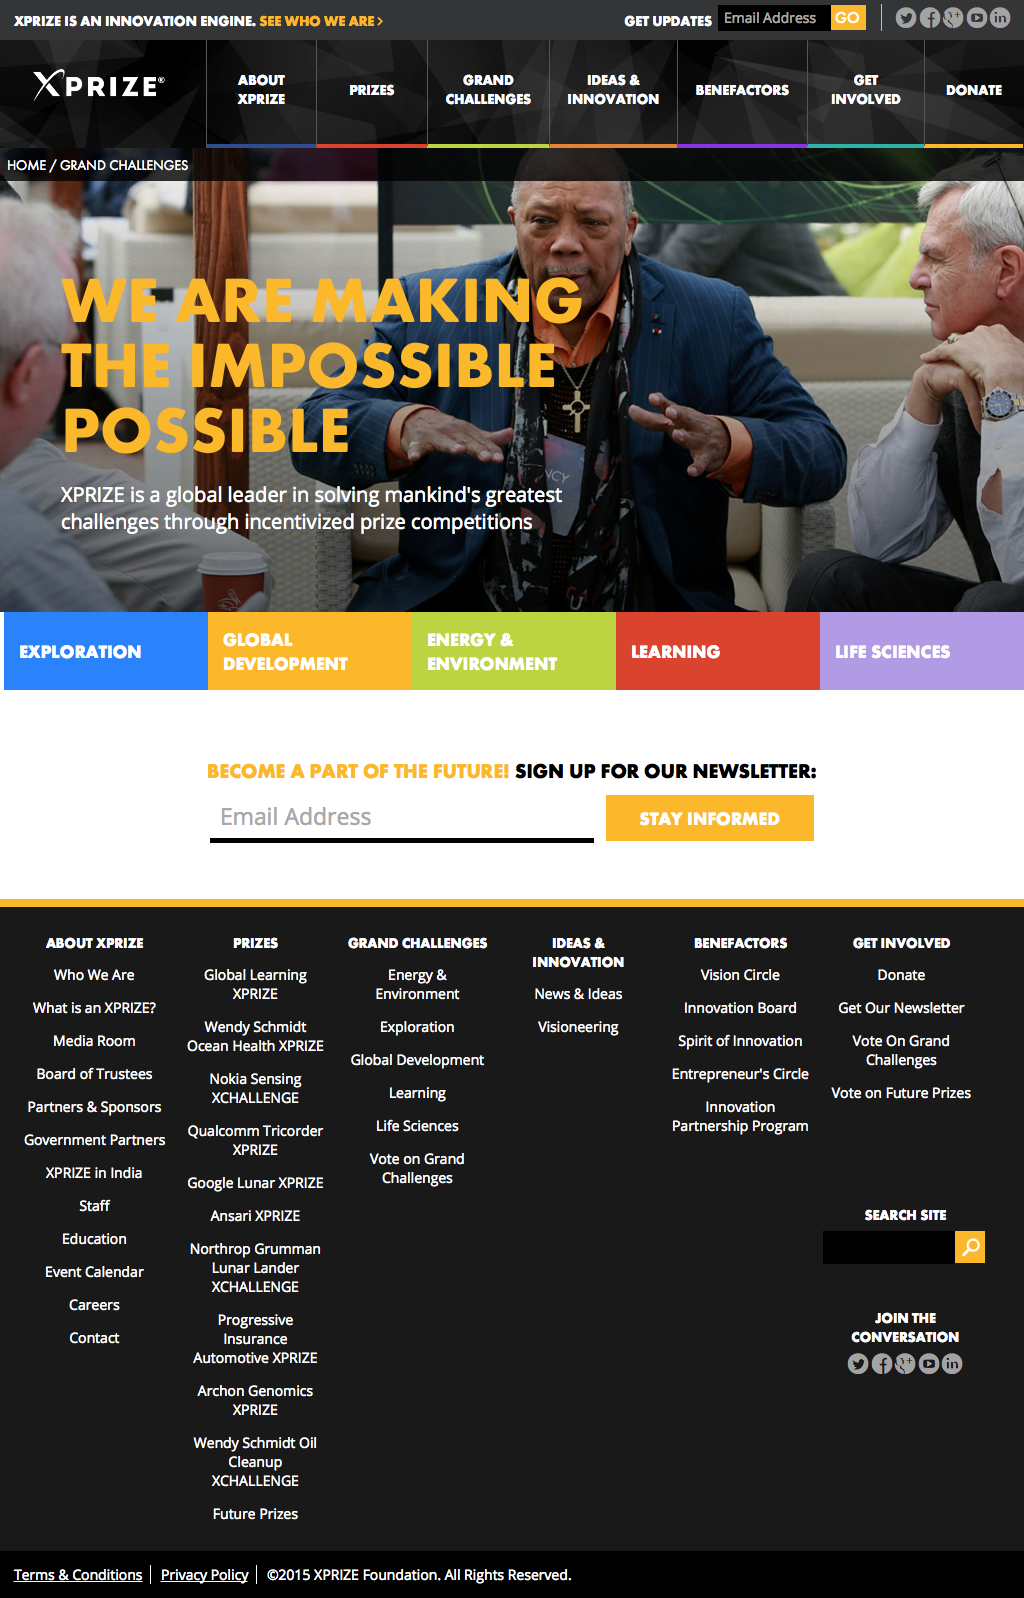 XPRIZE IS AN INNOVATION ENGINE. SEE WHO WE ARE >
GET UPDATES
Email Address
GO
XPRIZE®
ABOUT
XPRIZE
PRIZES
GRAND
CHALLENGES
IDEAS &
INNOVATION
BENEFACTORS
GET
INVOLVED
DONATE
HOME / GRAND CHALLENGES
WE ARE MAKING
THE IMPOSSIBLE
POSSIBLE
XPRIZE is a global leader in solving mankind's greatest
challenges through incentivized prize competitions
EXPLORATION
GLOBAL
DEVELOPMENT
ENERGY &
ENVIRONMENT
LEARNING
LIFE SCIENCES
BECOME A PART OF THE FUTURE! SIGN UP FOR OUR NEWSLETTER:
Email Address
STAY INFORMED
ABOUT XPRIZE
Who We Are
What is an XPRIZE?
Media Room
Board of Trustees
Partners & Sponsors
Government Partners
XPRIZE in India
Staff
Education
Event Calendar
Careers
Contact
PRIZES
Global Learning
XPRIZE
Wendy Schmidt
Ocean Health XPRIZE
Nokia Sensing
XCHALLENGE
Qualcomm Tricorder
XPRIZE
Google Lunar XPRIZE
Ansari XPRIZE
Northrop Grumman
Lunar Lander
XCHALLENGE
Progressive
Insurance
Automotive XPRIZE
Archon Genomics
XPRIZE
Wendy Schmidt Oil
Cleanup
XCHALLENGE
Future Prizes
GRAND CHALLENGES
Energy &
Environment
Exploration
Global Development
Learning
Life Sciences
Vote on Grand
Challenges
IDEAS &
INNOVATION
News & Ideas
Visioneering
BENEFACTORS
Vision Circle
Innovation Board
Spirit of Innovation
Entrepreneur's Circle
Innovation
Partnership Program
GET INVOLVED
Donate
Get Our Newsletter
Vote On Grand
Challenges
Vote on Future Prizes
SEARCH SITE
JOIN THE
CONVERSATION
Terms & Conditions
Privacy Policy
©2015 XPRIZE Foundation. All Rights Reserved.